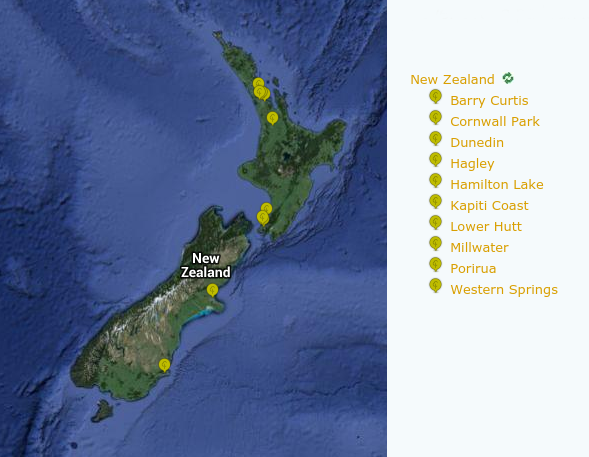 New
Zealand
New Zealand
Barry Curtis
Cornwall Park
Dunedin
Hagley
Hamilton Lake
Kapiti Coast
Lower Hutt
Millwater
Porirua
Western Springs